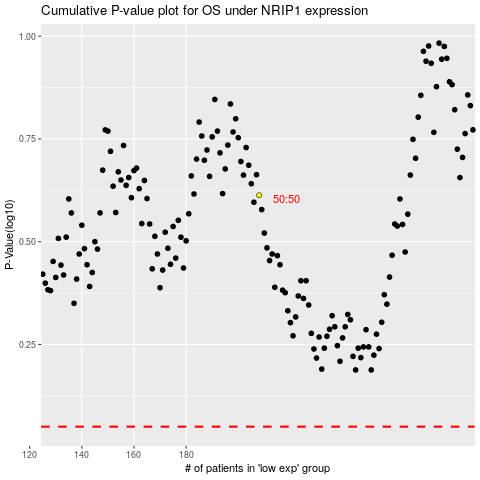 Cumulative P-value plot for OS under NRIP1 expression
P-Value(log10)
1.00
0.75
0.50
0.25
50:50
120 140 160 180
# of patients in 'low exp' group